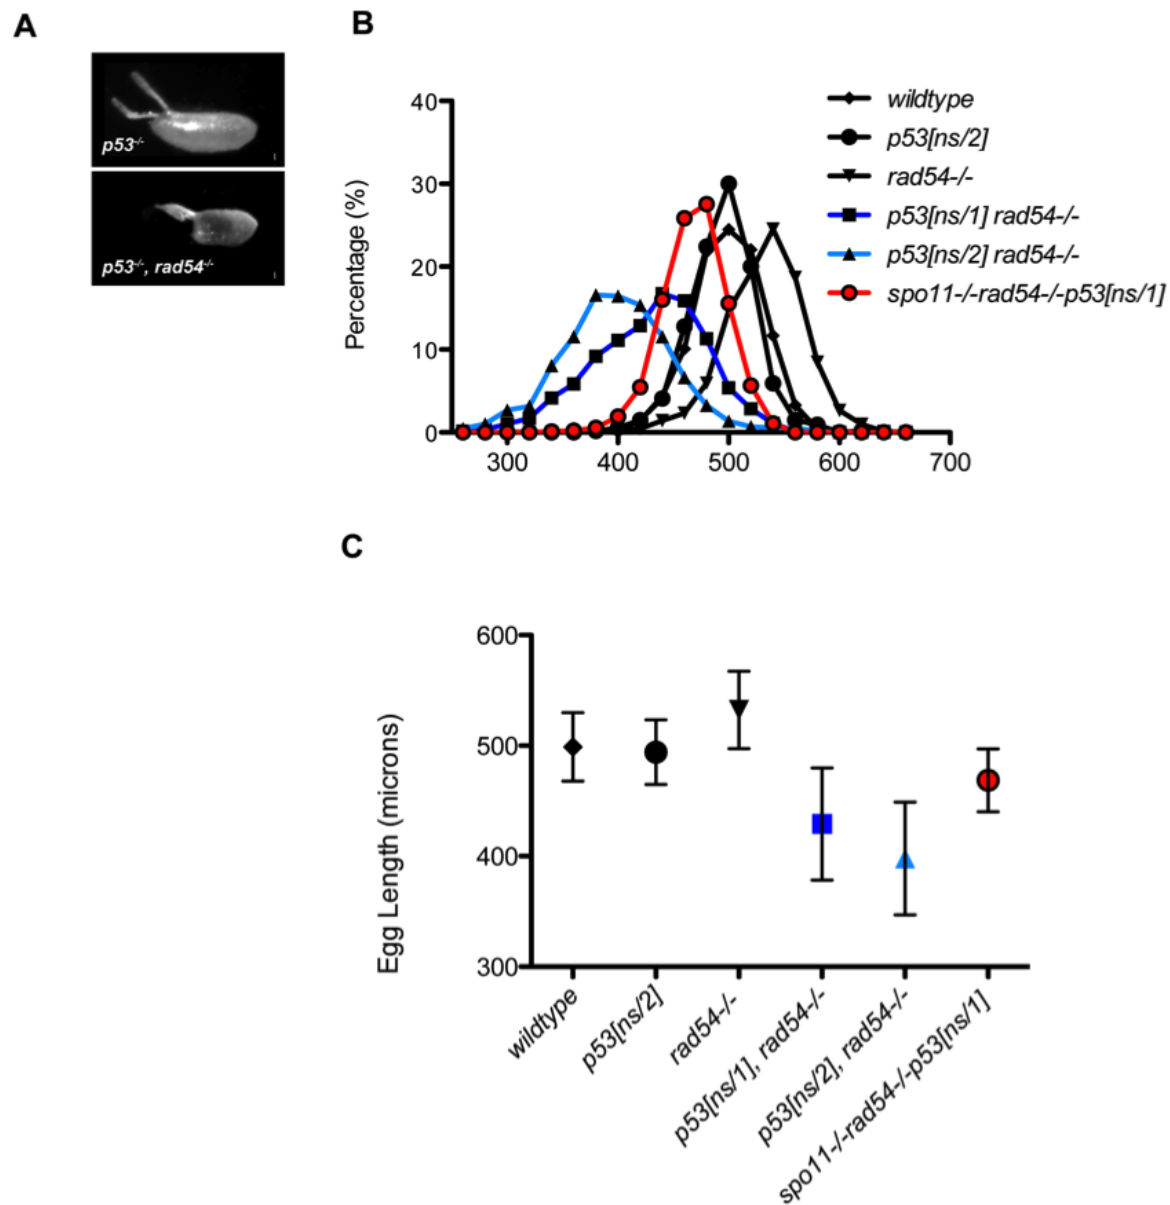 A
B
p53-/-
p53-/-, rad54-/-
Percentage (%)
40
30
20
10
0
300 400 500 600 700
wildtype
p53[ns/2]
rad54-/-
p53[ns/1] rad54-/-
p53[ns/2] rad54-/-
spo11-/-rad54-/-p53[ns/1]
C
Egg Length (microns)
600
500
400
300
wildtype
p53[ns/2]
rad54-/-
p53[ns/1], rad54-/-
p53[ns/2], rad54-/-
spo11-/-rad54-/-p53[ns/1]